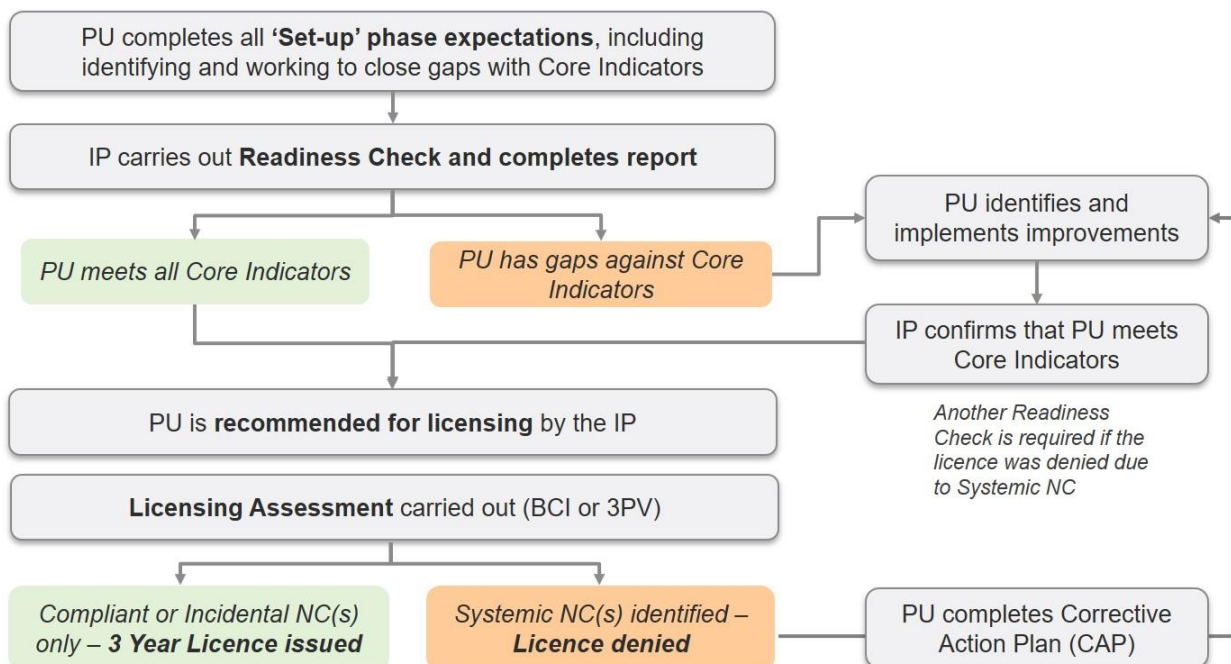 PU completes all ‘Set-up’ phase expectations, including
identifying and working to close gaps with Core Indicators
IP carries out Readiness Check and completes report
PU meets all Core Indicators
PU has gaps against Core
Indicators
PU identifies and
implements improvements
IP confirms that PU meets
Core Indicators
Another Readiness
Check is required if the
licence was denied due
to Systemic NC
PU is recommended for licensing by the IP
Licensing Assessment carried out (BCI or 3PV)
Compliant or Incidental NC(s)
only – 3 Year Licence issued
Systemic NC(s) identified –
Licence denied
PU completes Corrective
Action Plan (CAP)